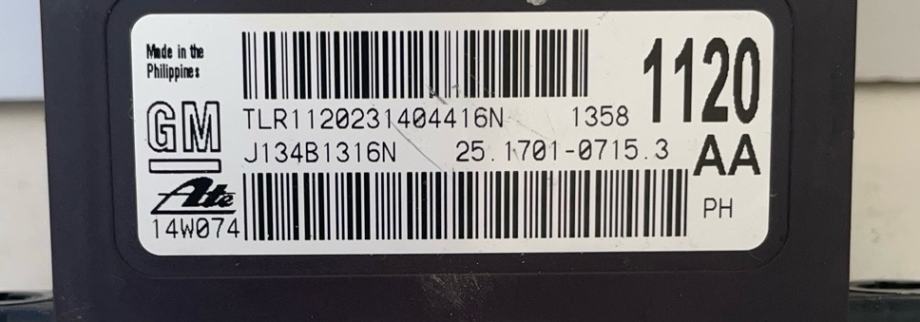 Made in the
Philippines
GM
TLR1120231404416N 1358
1120
J134B1316N 25.1701-0715.3
AA
Ate
14W074
PH